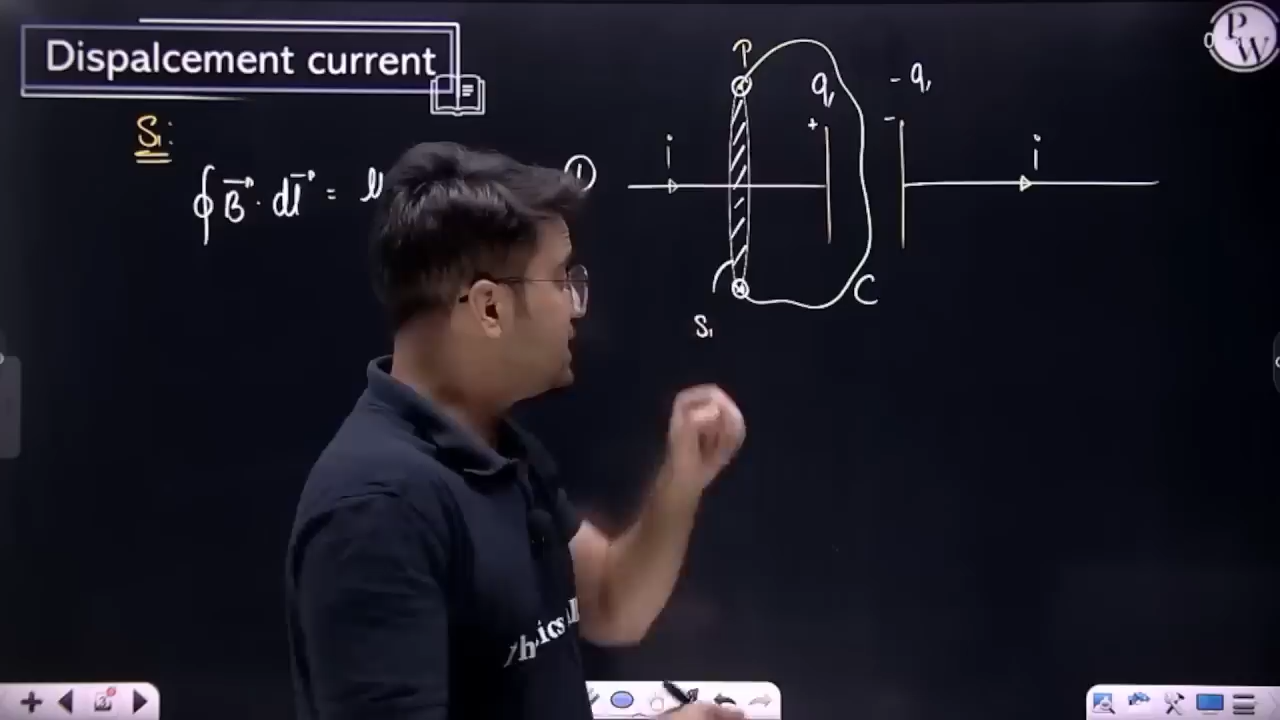 Dispalcement current
PW
S₁:
∮ B⃗ · dl⃗ =
①
P
q
+
- q
-
i
i
C
S₁